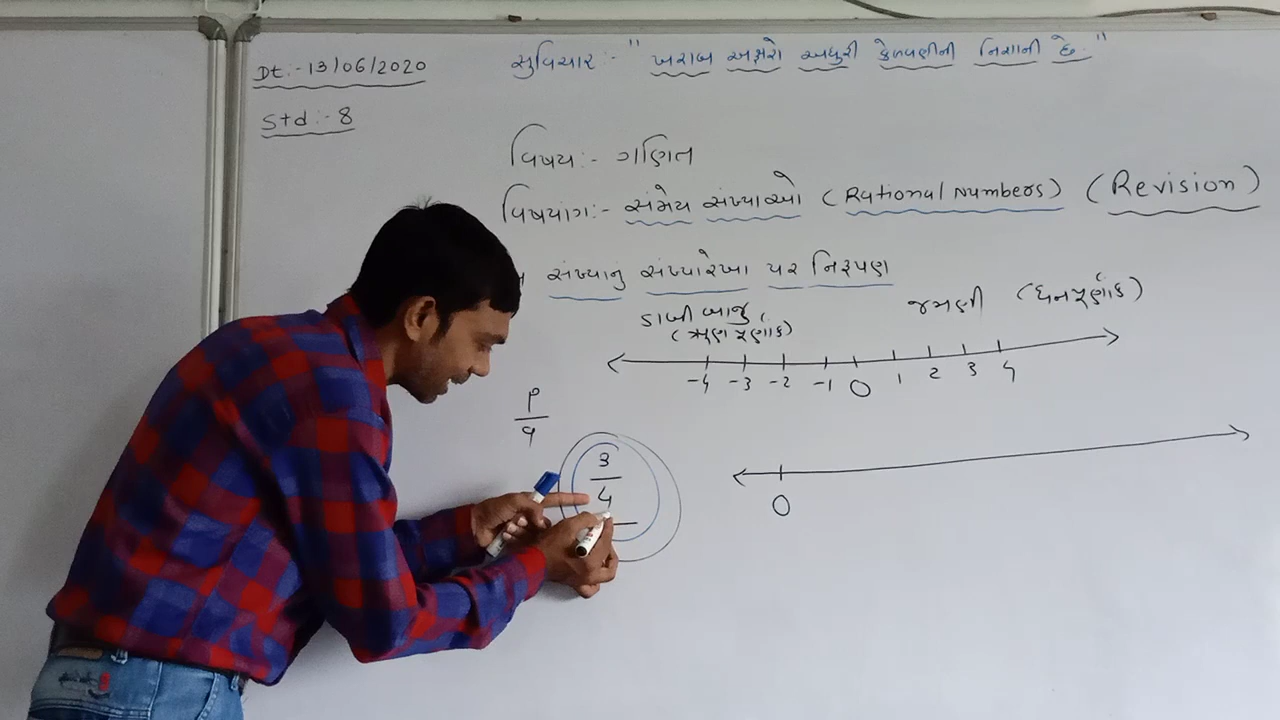 Dt:-13/06/2020
સુવિચાર:- "ખરાબ અક્ષરો અધુરી કેળવણીની નિશાની છે."
Std:-8
વિષય:- ગણિત
વિષયાંગ:- સંમેય સંખ્યાઓ (Rational Numbers) (Revision)
સંખ્યાનું સંખ્યારેખા પર નિરૂપણ
ડાબી બાજુ
જમણી (ધન પૂર્ણાંક)
(ઋણ પૂર્ણાંક)
-4 -3 -2 -1 0 1 2 3 4
p
q
3
4
0